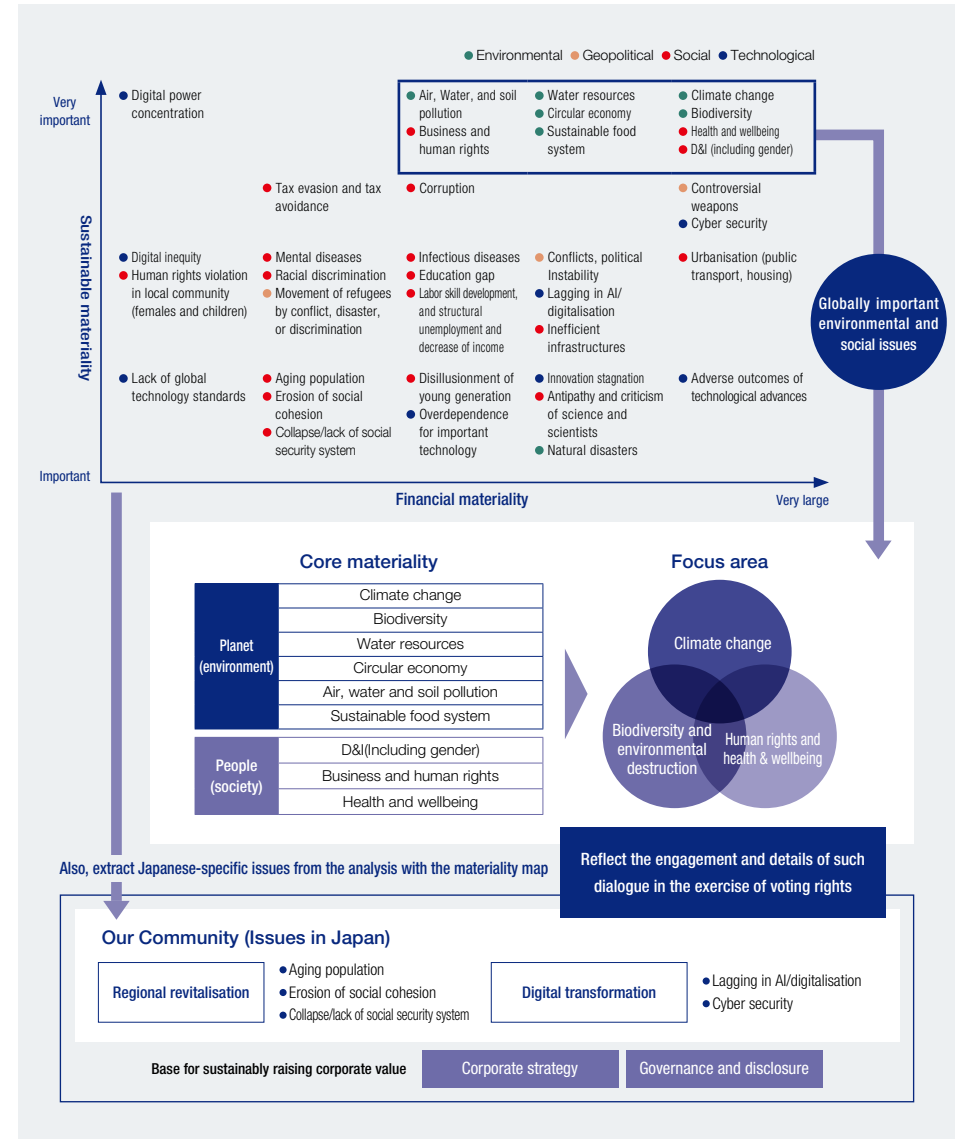 Environmental Geopolitical Social Technological
Very
important
Digital power
concentration
Air, Water, and soil
pollution
Business and
human rights
Water resources
Circular economy
Sustainable food
system
Climate change
Biodiversity
Health and wellbeing
D&I (including gender)
Tax evasion and tax
avoidance
Corruption
Controversial
weapons
Cyber security
Sustainable materiality
Digital inequity
Human rights violation
in local community
(females and children)
Mental diseases
Racial discrimination
Movement of refugees
by conflict, disaster,
or discrimination
Infectious diseases
Education gap
Labor skill development,
and structural
unemployment and
decrease of income
Conflicts, political
Instability
Lagging in AI/
digitalisation
Inefficient
infrastructures
Urbanisation (public
transport, housing)
Globally important
environmental and
social issues
Lack of global
technology standards
Aging population
Erosion of social
cohesion
Collapse/lack of social
security system
Disillusionment of
young generation
Overdependence
for important
technology
Innovation stagnation
Antipathy and criticism
of science and
scientists
Natural disasters
Adverse outcomes of
technological advances
Important
Financial materiality
Very large
Core materiality
Planet
(environment)
Climate change
Biodiversity
Water resources
Circular economy
Air, water and soil pollution
Sustainable food system
People
(society)
D&I(Including gender)
Business and human rights
Health and wellbeing
Focus area
Climate change
Biodiversity and
environmental
destruction
Human rights and
health & wellbeing
Also, extract Japanese-specific issues from the analysis with the materiality map
Reflect the engagement and details of such
dialogue in the exercise of voting rights
Our Community (Issues in Japan)
Regional revitalisation
Aging population
Erosion of social cohesion
Collapse/lack of social security system
Digital transformation
Lagging in AI/digitalisation
Cyber security
Base for sustainably raising corporate value
Corporate strategy
Governance and disclosure